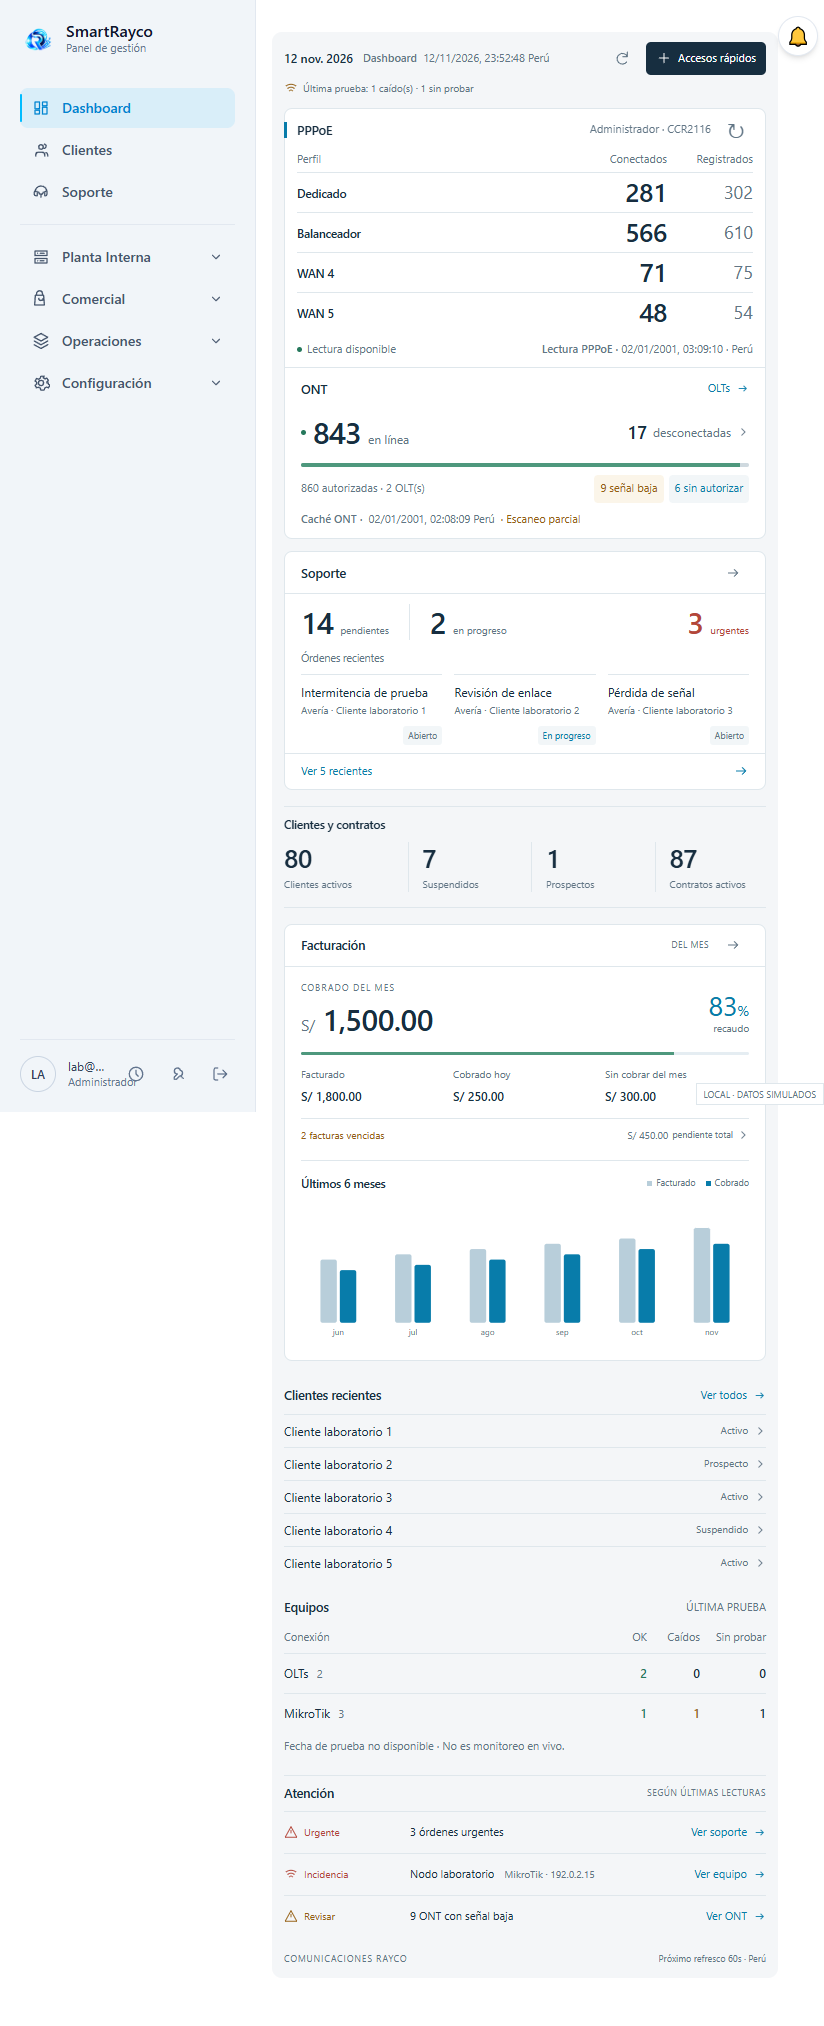 SmartRayco
Panel de gestión
Dashboard
Clientes
Soporte
Planta Interna
Comercial
Operaciones
Configuración
LA
lab@...
Administrador
12 nov. 2026 Dashboard 12/11/2026, 23:52:48 Perú
Accesos rápidos
Última prueba: 1 caído(s) · 1 sin probar
PPPoE Administrador · CCR2116
Perfil Conectados Registrados
Dedicado 281 302
Balanceador 566 610
WAN 4 71 75
WAN 5 48 54
Lectura disponible Lectura PPPoE · 02/01/2001, 03:09:10 · Perú
ONT OLTs →
843 en línea 17 desconectadas
860 autorizadas · 2 OLT(s) 9 señal baja 6 sin autorizar
Caché ONT · 02/01/2001, 02:08:09 Perú · Escaneo parcial
Soporte →
14 pendientes 2 en progreso 3 urgentes
Órdenes recientes
Intermitencia de prueba
Avería · Cliente laboratorio 1
Abierto
Revisión de enlace
Avería · Cliente laboratorio 2
En progreso
Pérdida de señal
Avería · Cliente laboratorio 3
Abierto
Ver 5 recientes →
Clientes y contratos
80 7 1 87
Clientes activos Suspendidos Prospectos Contratos activos
Facturación DEL MES →
COBRADO DEL MES
S/ 1,500.00 83%
recaudo
Facturado Cobrado hoy Sin cobrar del mes
S/ 1,800.00 S/ 250.00 S/ 300.00
LOCAL · DATOS SIMULADOS
2 facturas vencidas S/ 450.00 pendiente total
Últimos 6 meses Facturado Cobrado
jun jul ago sep oct nov
Clientes recientes Ver todos →
Cliente laboratorio 1 Activo
Cliente laboratorio 2 Prospecto
Cliente laboratorio 3 Activo
Cliente laboratorio 4 Suspendido
Cliente laboratorio 5 Activo
Equipos ÚLTIMA PRUEBA
Conexión OK Caídos Sin probar
OLTs 2 2 0 0
MikroTik 3 1 1 1
Fecha de prueba no disponible · No es monitoreo en vivo.
Atención SEGÚN ÚLTIMAS LECTURAS
Urgente 3 órdenes urgentes Ver soporte →
Incidencia Nodo laboratorio MikroTik · 192.0.2.15 Ver equipo →
Revisar 9 ONT con señal baja Ver ONT →
COMUNICACIONES RAYCO Próximo refresco 60s · Perú